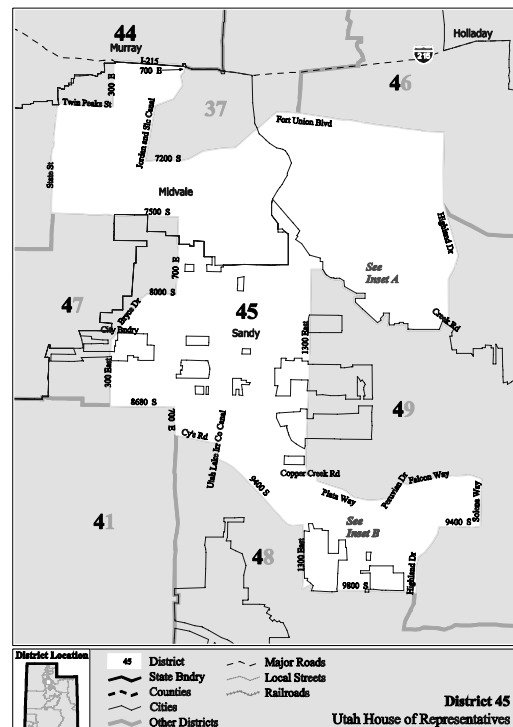 44
Murray
Holladay
I-215
700 E
215
46
300 E
Twin Peaks St
Jordan and Slc Canal
37
Fort Union Blvd
7200 S
State St
Midvale
7500 S
Highland Dr
See
Inset A
700 E
8000 S
47
Bryce Dr
45
Creek Rd
City Bndry
Sandy
1300 East
300 East
49
8680 S
700 E
Cy's Rd
Utah Lake Irr Co Canal
Copper Creek Rd
9400 S
Plata Way
Peruvian Dr
Falcon Way
Solena Way
41
See
Inset B
9400 S
48
1300 East
Highland Dr
9800 S
District Location
45 District
State Bndry
Counties
Cities
Other Districts
Major Roads
Local Streets
Railroads
District 45
Utah House of Representatives